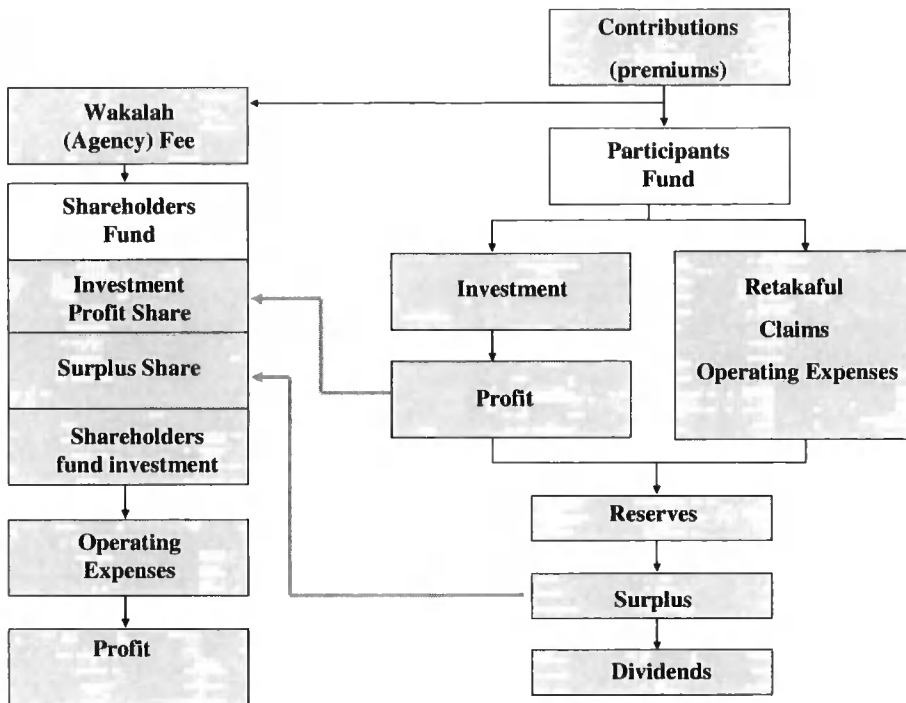 Contributions
(premiums)
Wakalah
(Agency) Fee
Participants
Fund
Shareholders
Fund
Investment
Profit Share
Surplus Share
Shareholders
fund investment
Operating
Expenses
Profit
Investment
Profit
Retakaful
Claims
Operating Expenses
Reserves
Surplus
Dividends